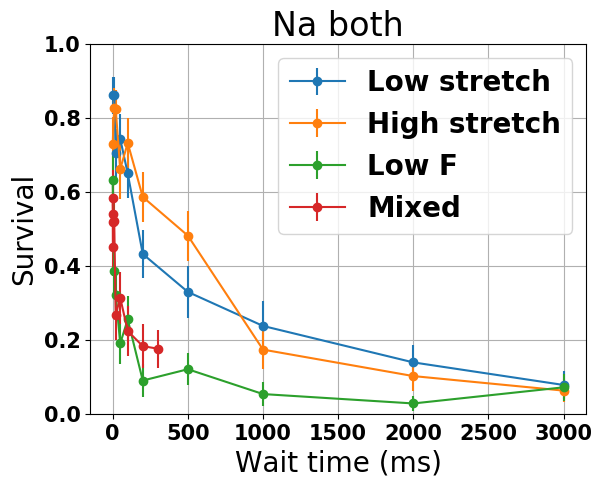 Na both
1.0
0.8
0.6
0.4
0.2
0.0
Survival
Low stretch
High stretch
Low F
Mixed
0 500 1000 1500 2000 2500 3000
Wait time (ms)